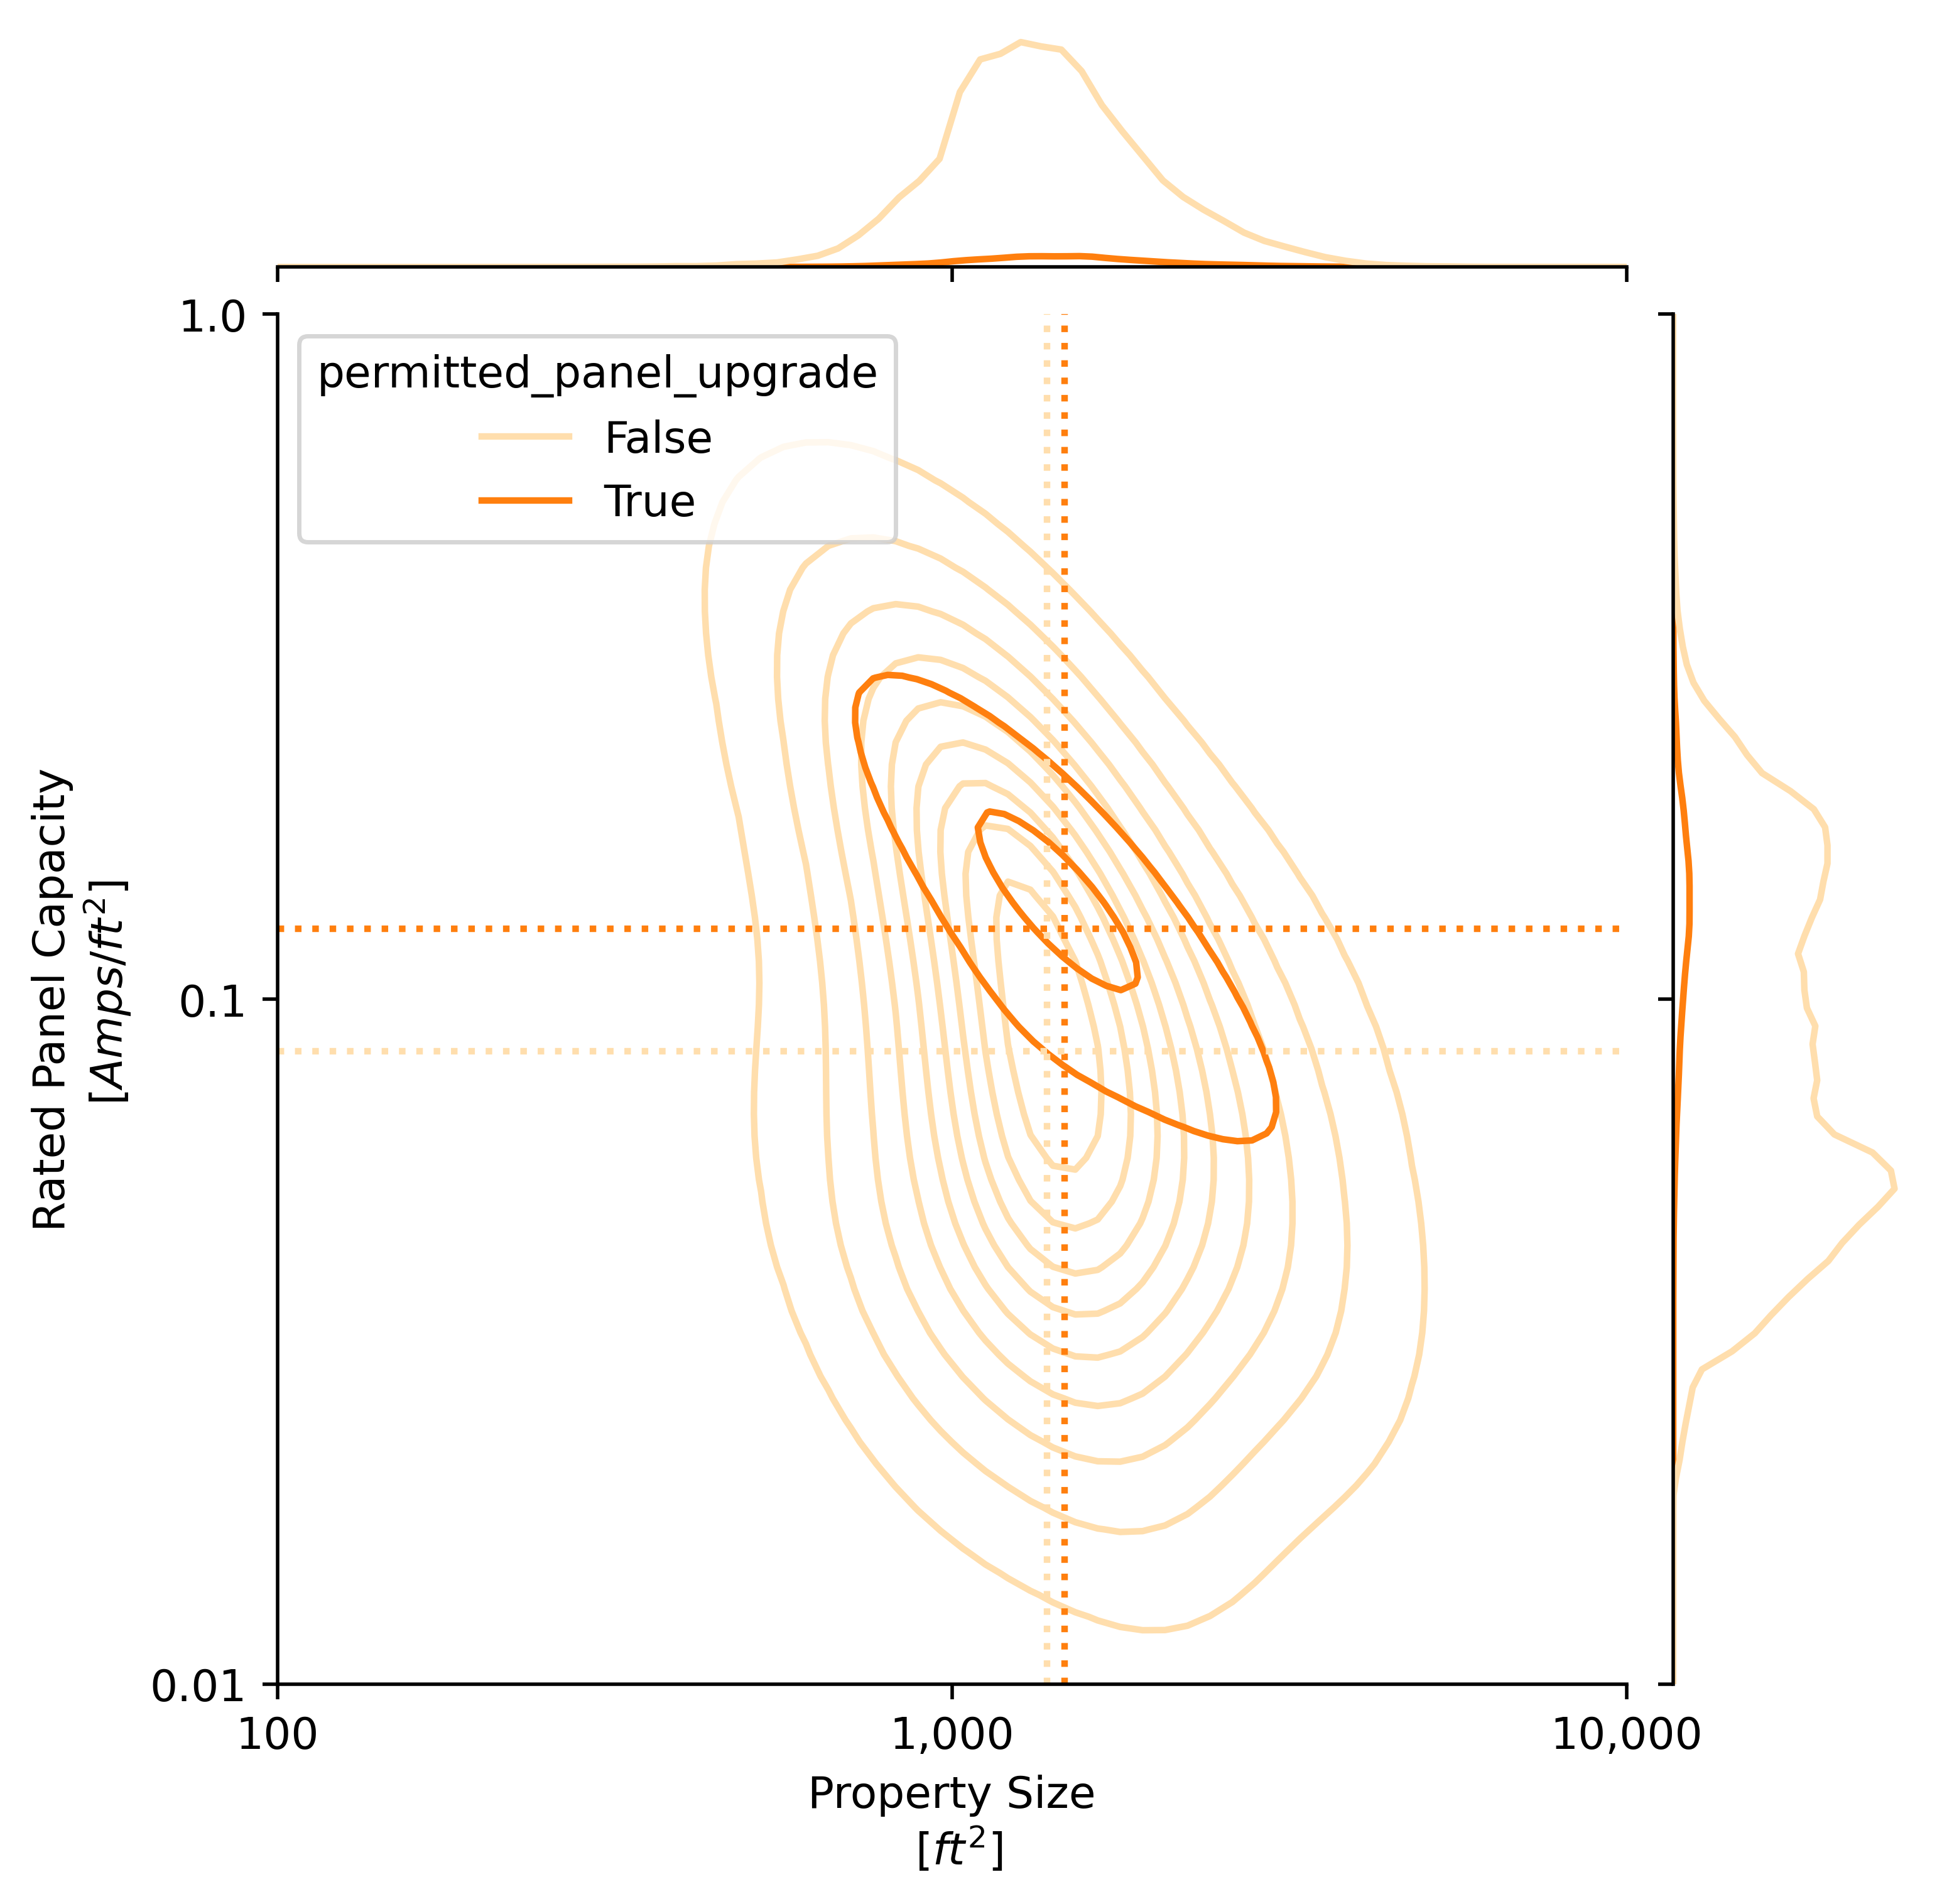 1.0
permitted_panel_upgrade
False
True
Rated Panel Capacity
[Amps/ft²]
0.1
0.01
100
1,000
10,000
Property Size
[ft²]